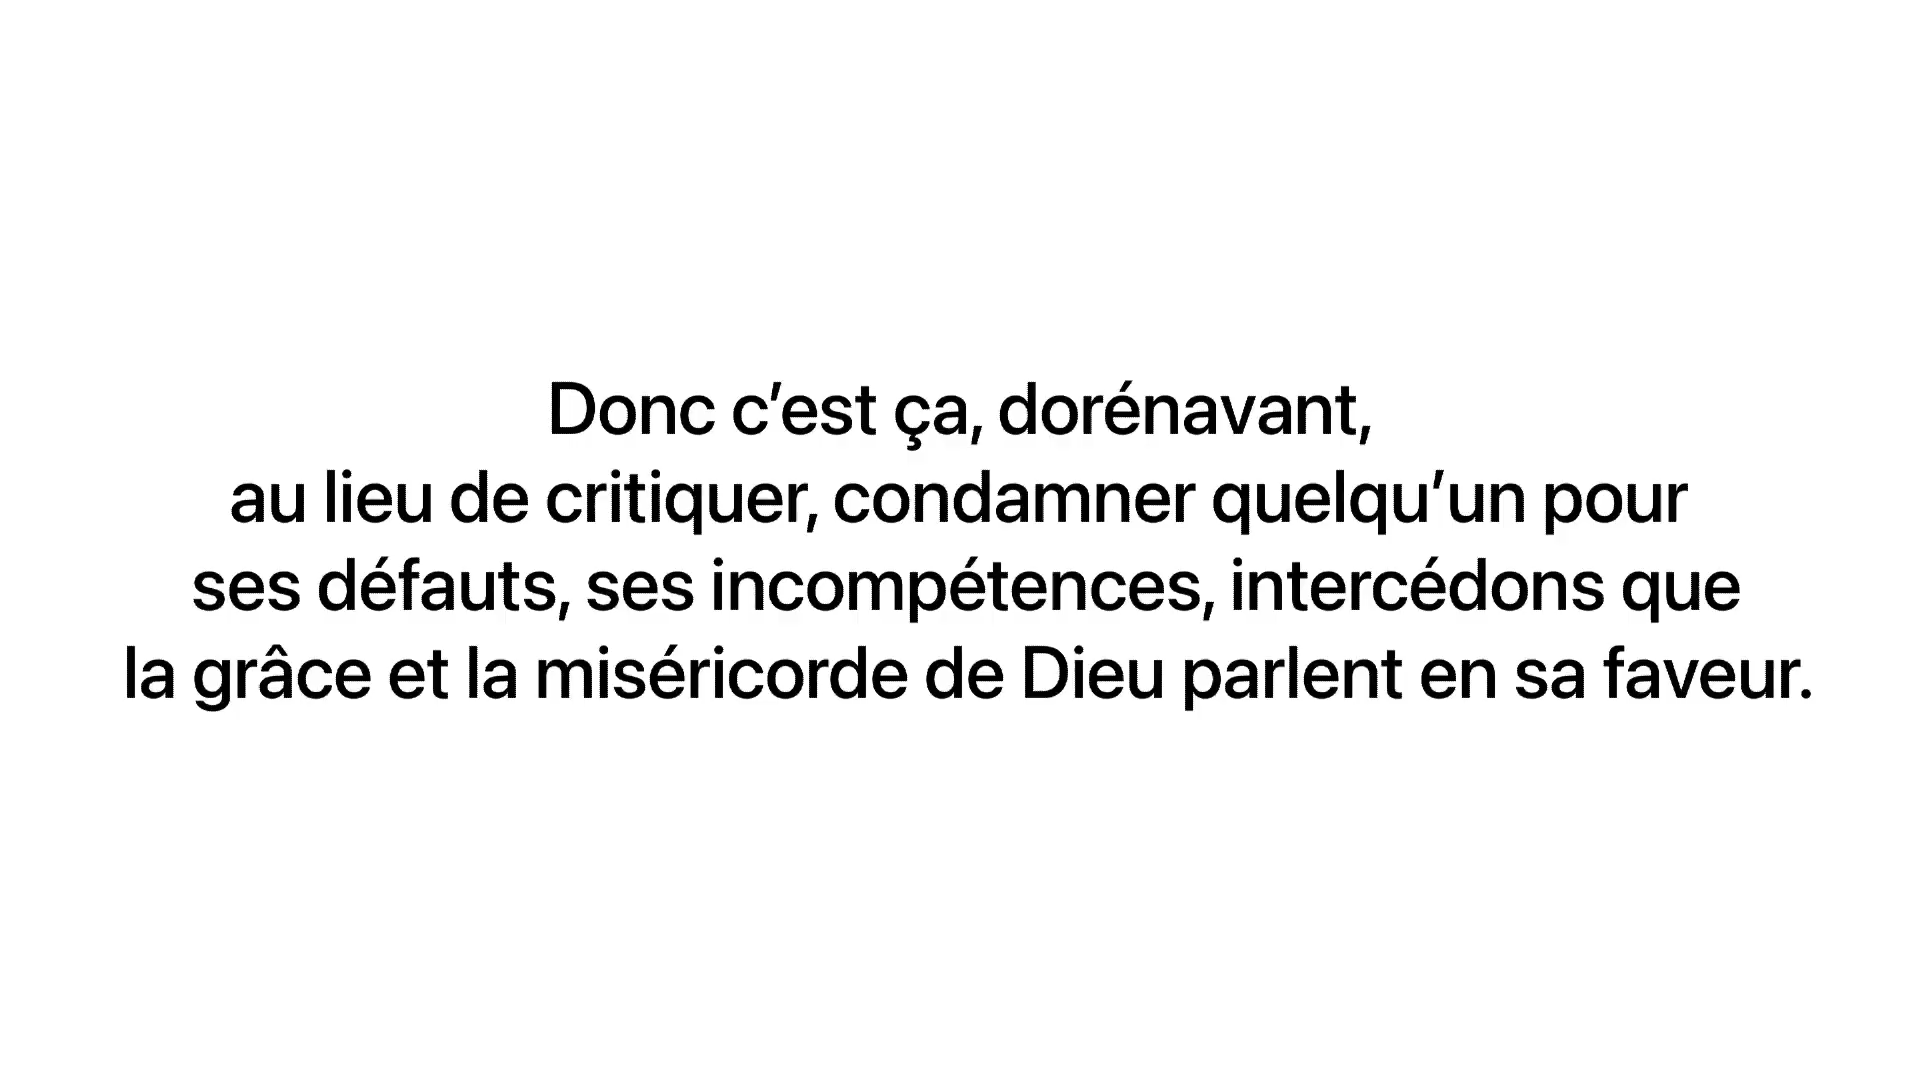 Donc c’est ça, dorénavant,
au lieu de critiquer, condamner quelqu’un pour
ses défauts, ses incompétences, intercédons que
la grâce et la miséricorde de Dieu parlent en sa faveur.